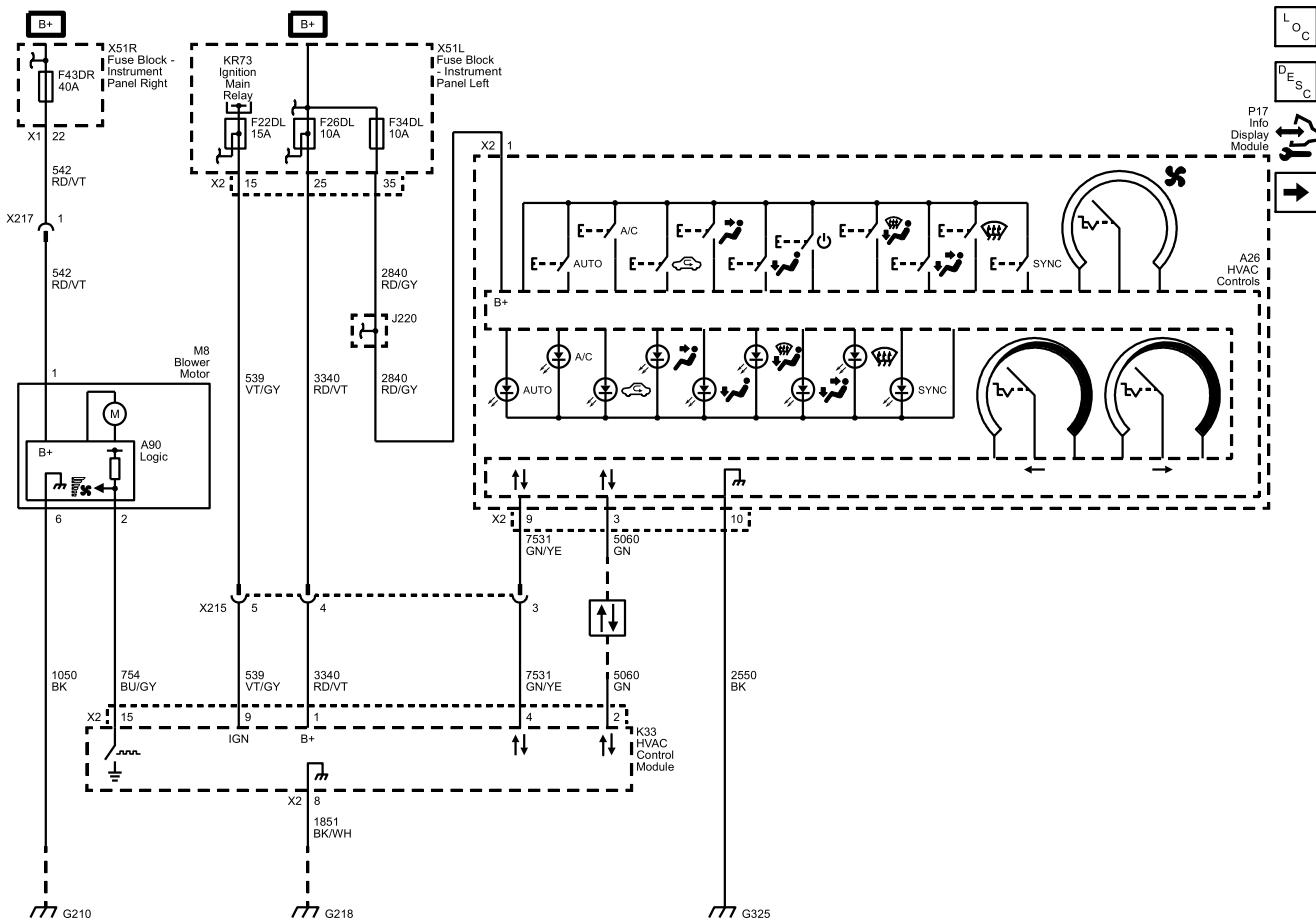 B+
B+
L
O
C
X51R
Fuse Block -
Instrument
Panel Right
F43DR
40A
KR73
Ignition
Main
Relay
X51L
Fuse Block
- Instrument
Panel Left
F22DL
15A
F26DL
10A
F34DL
10A
D
E
S
C
P17
Info
Display
Module
X1 22
X2 15 25 35
X2 1
542
RD/VT
X217 1
542
RD/VT
2840
RD/GY
J220
2840
RD/GY
A/C
AUTO
SYNC
A26
HVAC
Controls
B+
A/C
AUTO
SYNC
M8
Blower
Motor
1
539
VT/GY
3340
RD/VT
M
A90
Logic
B+
6 2
X2 9 3 10
7531
GN/YE
5060
GN
X215 5 4 3
1050
BK
754
BU/GY
539
VT/GY
3340
RD/VT
7531
GN/YE
5060
GN
2550
BK
X2 15 9 1 4 2
IGN B+
K33
HVAC
Control
Module
X2 8
1851
BK/WH
G210
G218
G325